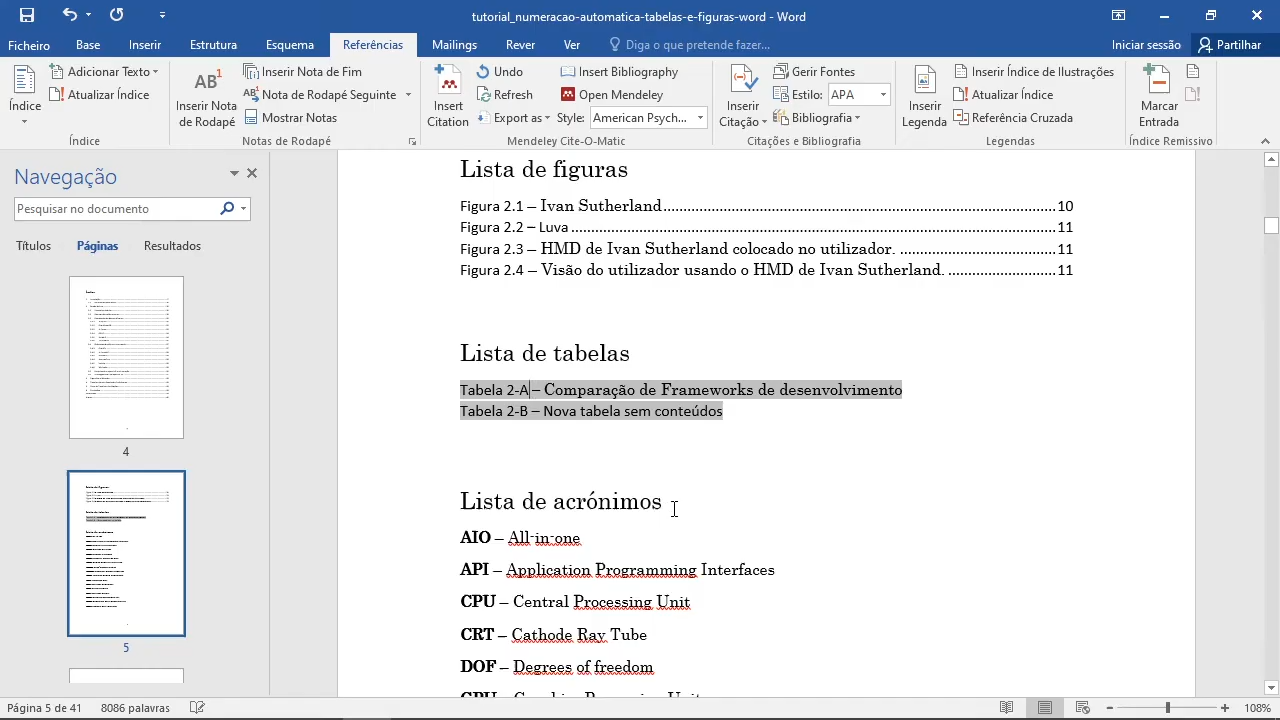 tutorial_numeracao-automatica-tabelas-e-figuras-word - Word
Ficheiro Base Inserir Estrutura Esquema Referências Mailings Rever Ver Diga o que pretende fazer... Iniciar sessão Partilhar
Índice
Adicionar Texto
Atualizar Índice
Índice
AB¹
Inserir Nota de Rodapé
Inserir Nota de Fim
Nota de Rodapé Seguinte
Mostrar Notas
Notas de Rodapé
Insert Citation
Undo
Refresh
Export as
Insert Bibliography
Open Mendeley
Style: American Psych...
Mendeley Cite-O-Matic
Inserir Citação
Gerir Fontes
Estilo: APA
Bibliografia
Citações e Bibliografia
Inserir Legenda
Inserir Índice de Ilustrações
Atualizar Índice
Referência Cruzada
Legendas
Marcar Entrada
Índice Remissivo
Navegação
Pesquisar no documento
Títulos Páginas Resultados
4
5
Lista de figuras
Figura 2.1 – Ivan Sutherland 10
Figura 2.2 – Luva 11
Figura 2.3 – HMD de Ivan Sutherland colocado no utilizador. 11
Figura 2.4 – Visão do utilizador usando o HMD de Ivan Sutherland. 11
Lista de tabelas
Tabela 2-A – Comparação de Frameworks de desenvolvimento
Tabela 2-B – Nova tabela sem conteúdos
Lista de acrónimos
AIO – All-in-one
API – Application Programming Interfaces
CPU – Central Processing Unit
CRT – Cathode Ray Tube
DOF – Degrees of freedom
Página 5 de 41 8086 palavras 108%